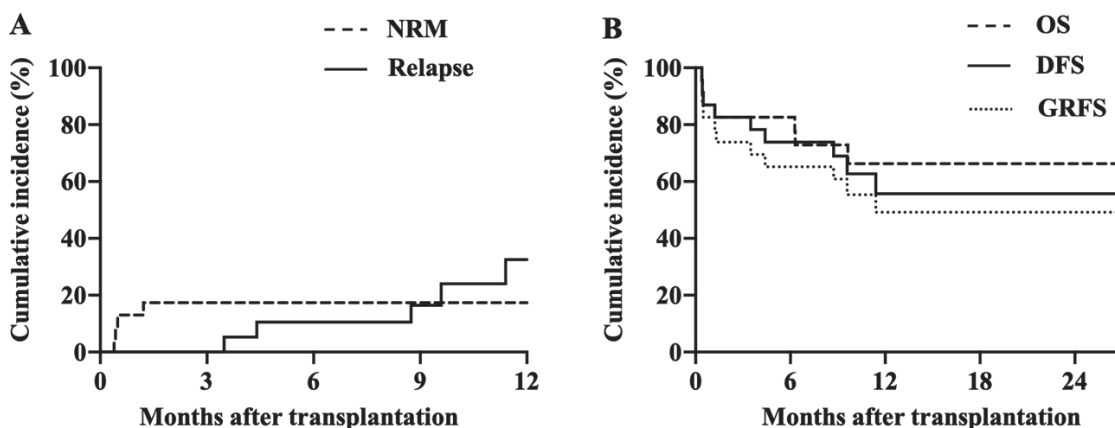 A
NRM
Relapse
Cumulative incidence (%)
100
80
60
40
20
0
0 3 6 9 12
Months after transplantation
B
OS
DFS
GRFS
Cumulative incidence (%)
100
80
60
40
20
0
0 6 12 18 24
Months after transplantation